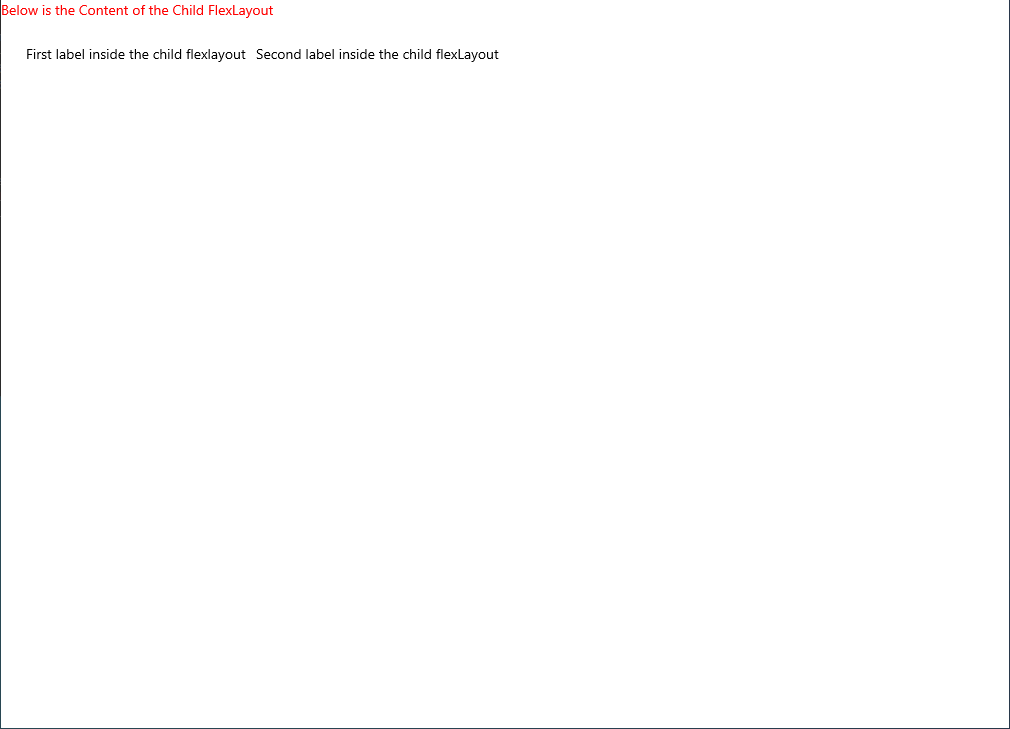 Below is the Content of the Child FlexLayout
First label inside the child flexlayout Second label inside the child flexLayout